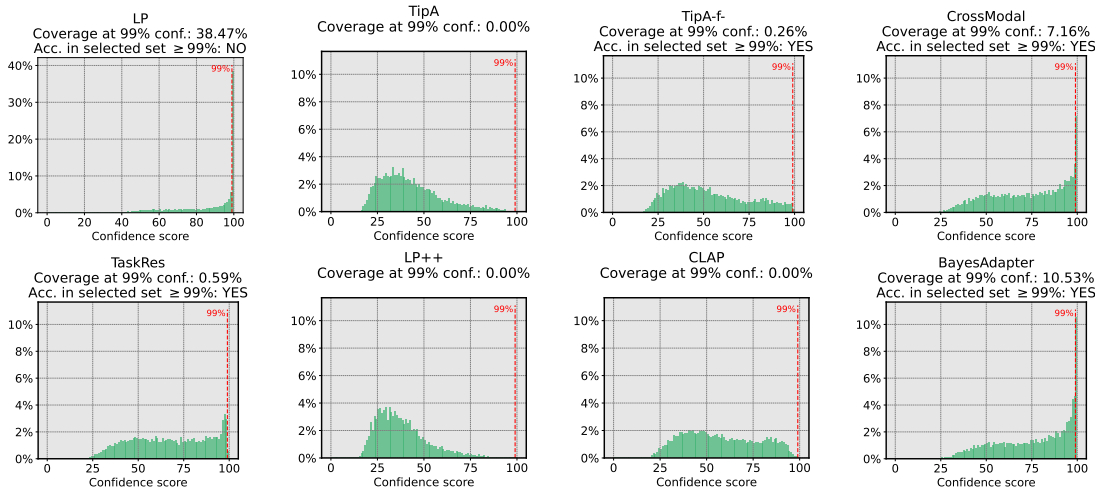 LP
Coverage at 99% conf.: 38.47%
Acc. in selected set ≥99%: NO
40%
30%
20%
10%
0%
99%
0 20 40 60 80 100
Confidence score
TipA
Coverage at 99% conf.: 0.00%
10%
8%
6%
4%
2%
0%
99%
0 25 50 75 100
Confidence score
TipA-f-
Coverage at 99% conf.: 0.26%
Acc. in selected set ≥99%: YES
10%
8%
6%
4%
2%
0%
99%
0 25 50 75 100
Confidence score
CrossModal
Coverage at 99% conf.: 7.16%
Acc. in selected set ≥99%: YES
10%
8%
6%
4%
2%
0%
99%
0 25 50 75 100
Confidence score
TaskRes
Coverage at 99% conf.: 0.59%
Acc. in selected set ≥99%: YES
10%
8%
6%
4%
2%
0%
99%
0 25 50 75 100
Confidence score
LP++
Coverage at 99% conf.: 0.00%
10%
8%
6%
4%
2%
0%
99%
0 25 50 75 100
Confidence score
CLAP
Coverage at 99% conf.: 0.00%
10%
8%
6%
4%
2%
0%
99%
0 25 50 75 100
Confidence score
BayesAdapter
Coverage at 99% conf.: 10.53%
Acc. in selected set ≥99%: YES
10%
8%
6%
4%
2%
0%
99%
0 25 50 75 100
Confidence score